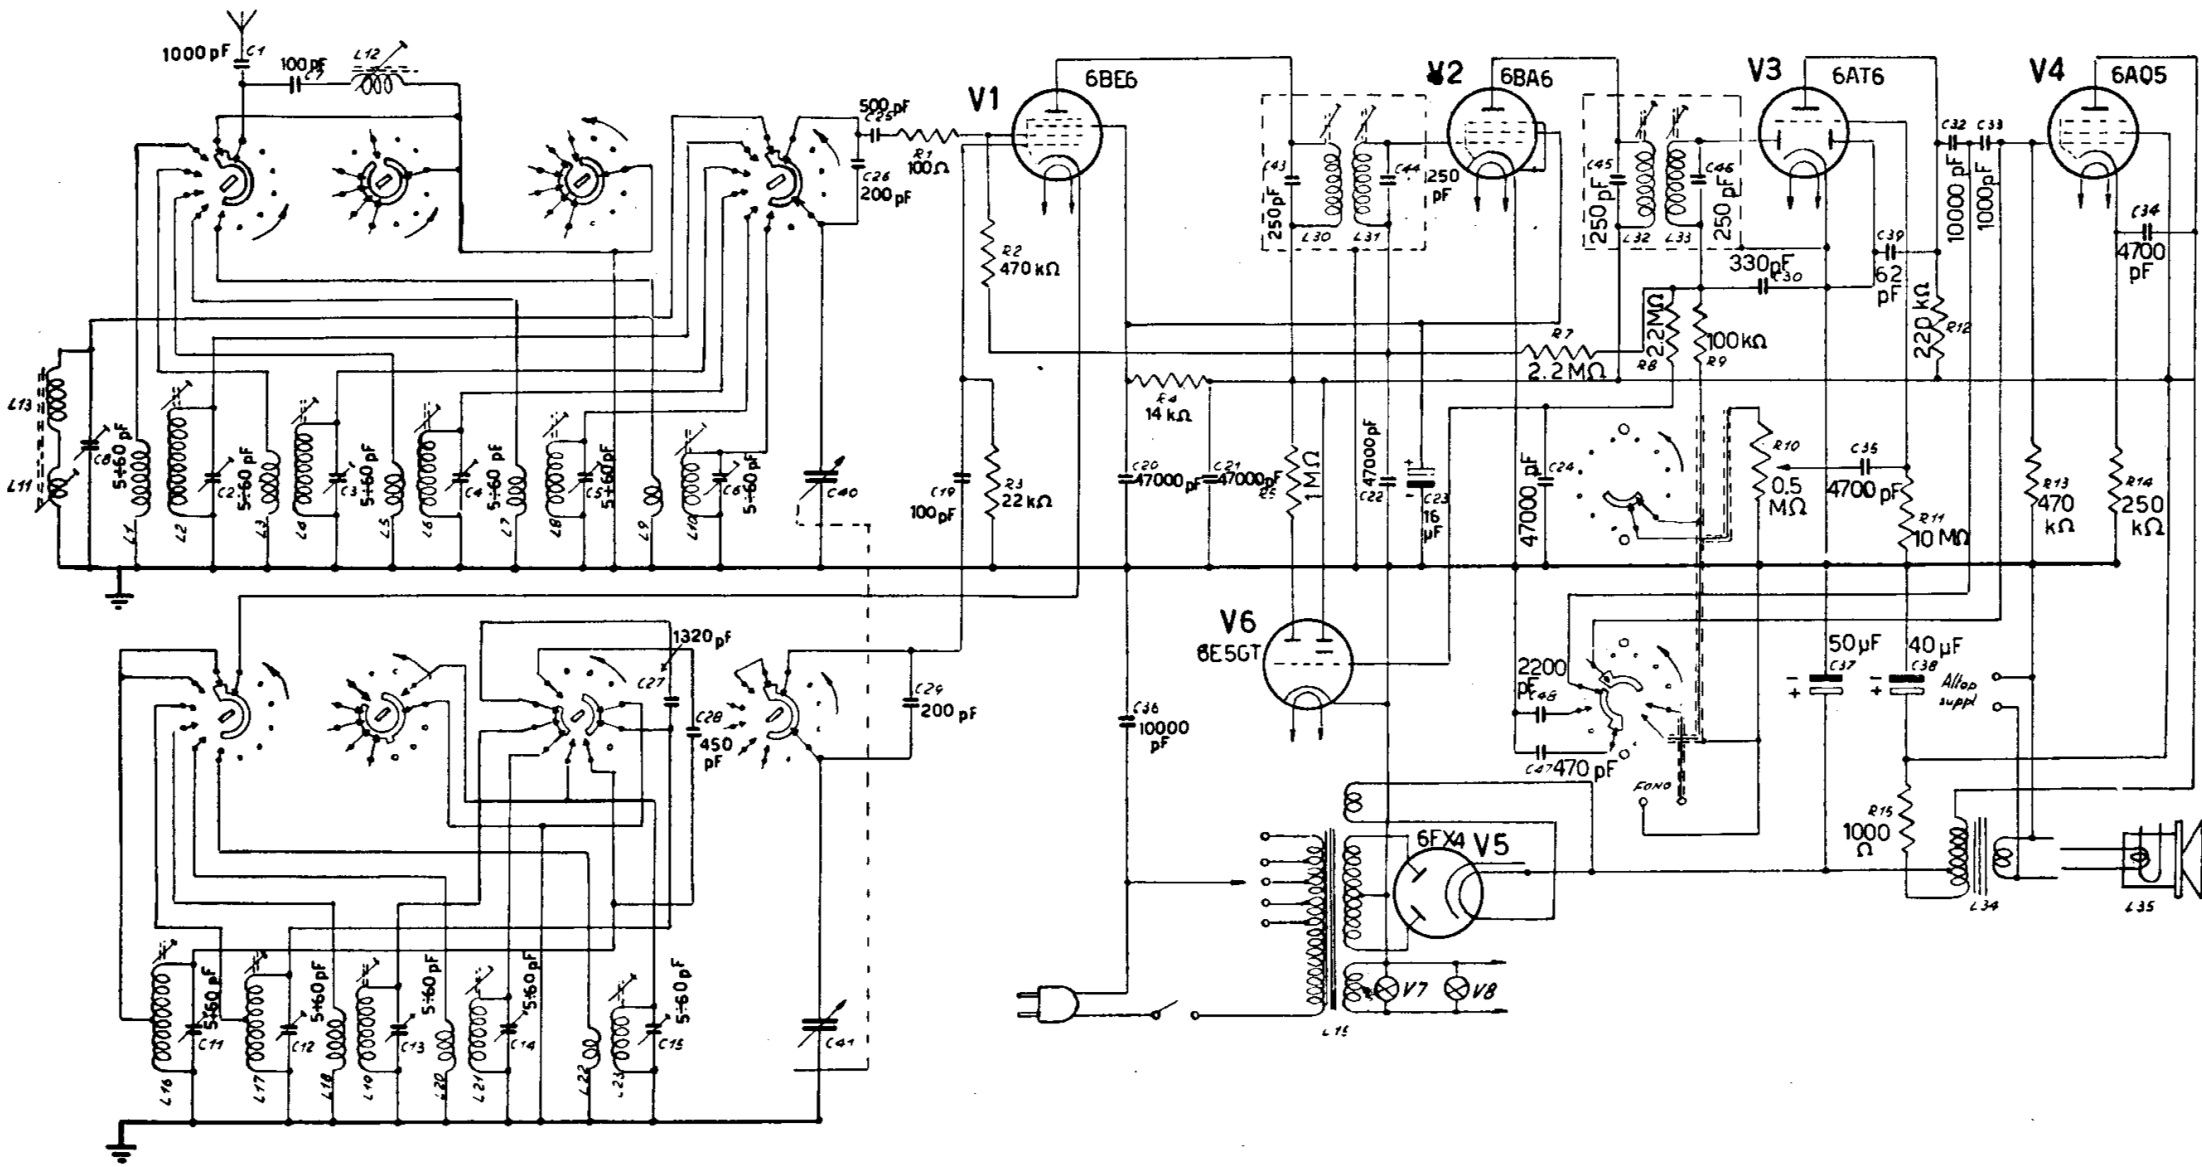 1000 pF C1
100 pF C7
L12
500 pF C25
R1 100Ω
C26 200 pF
V1 6BE6
R2 470 kΩ
C43 250 pF
L30 L31
C44 250 pF
V2 6BA6
C45 250 pF
L32 L33
C46 250 pF
V3 6AT6
C32 10000 pF
C33 1000 pF
V4 6AQ5
C34 4700 pF
C39 62 pF
330 pF C30
R7 2.2 MΩ
2.2 MΩ R8
100 kΩ R9
220 kΩ R12
R4 14 kΩ
L13
L11
C8
5÷60 pF
L1
L2
C2
5÷60 pF
L3
L4
C3
5÷60 pF
L5
L6
C4
5÷60 pF
L7
L8
C5
5÷60 pF
L9
L10
C6
5÷60 pF
C40
C19 100 pF
R3 22 kΩ
C20 47000 pF
C21 47000 pF
R5 1 MΩ
47000 pF C22
+
-
C23 16 µF
47000 pF C24
R10 0.5 MΩ
C35 4700 pF
R11 10 MΩ
R13 470 kΩ
R14 250 kΩ
1320 pF
C27
C28 450 pF
C29 200 pF
V6 6E5GT
2200 pF C48
C47 470 pF
50 µF C37
-
+
40 µF C38
-
+
Altop suppl
C36 10000 pF
FONO
R15 1000 Ω
6FX4 V5
L34
L35
V7
V8
L15
L16
C11
5÷60 pF
L17
C12
5÷60 pF
L18
L19
C13
5÷60 pF
L20
L21
C14
5÷60 pF
L22
L23
C15
5÷60 pF
C41